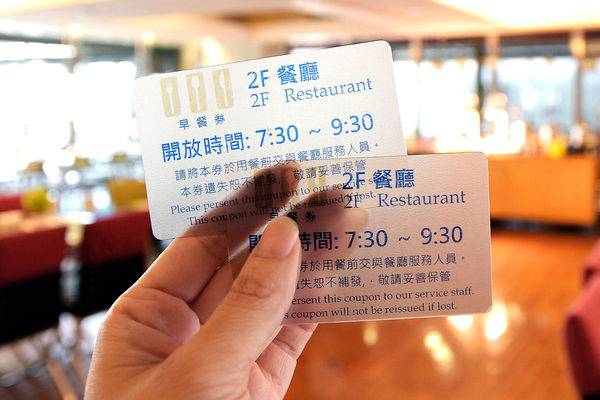 2F 餐廳
2F Restaurant
早餐券
開放時間: 7:30 ~ 9:30
請將本券於用餐前交與餐廳服務人員。
本券遺失恕不補發,敬請妥善保管
Please persent this coupon to our se
This coupon will not be reissued if lost.
2F 餐廳
2F Restaurant
早餐券
開放時間: 7:30 ~ 9:30
券於用餐前交與餐廳服務人員。
遺失恕不補發,敬請妥善保管
ersent this coupon to our service staff.
s coupon will not be reissued if lost.